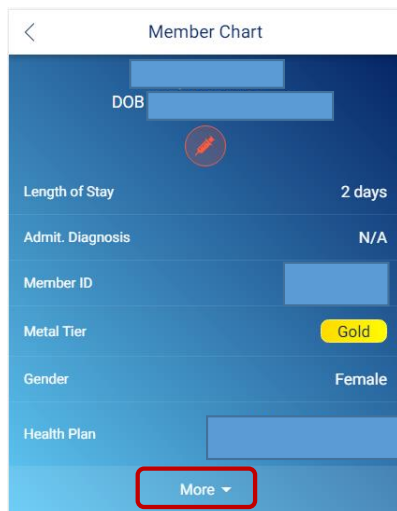 Member Chart
DOB
Length of Stay 2 days
Admit. Diagnosis N/A
Member ID
Metal Tier Gold
Gender Female
Health Plan
More